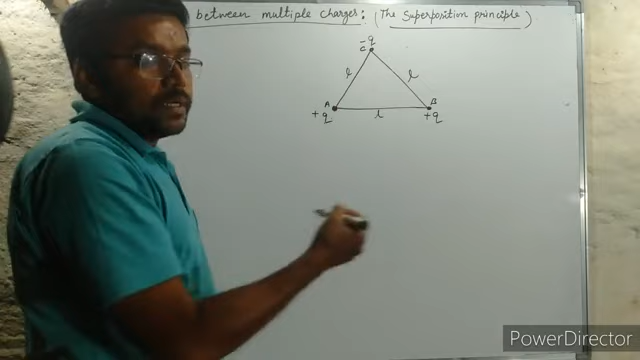 between multiple charges: (The Superposition principle)
-q
C
l
l
A
B
+q
l
+q
PowerDirector